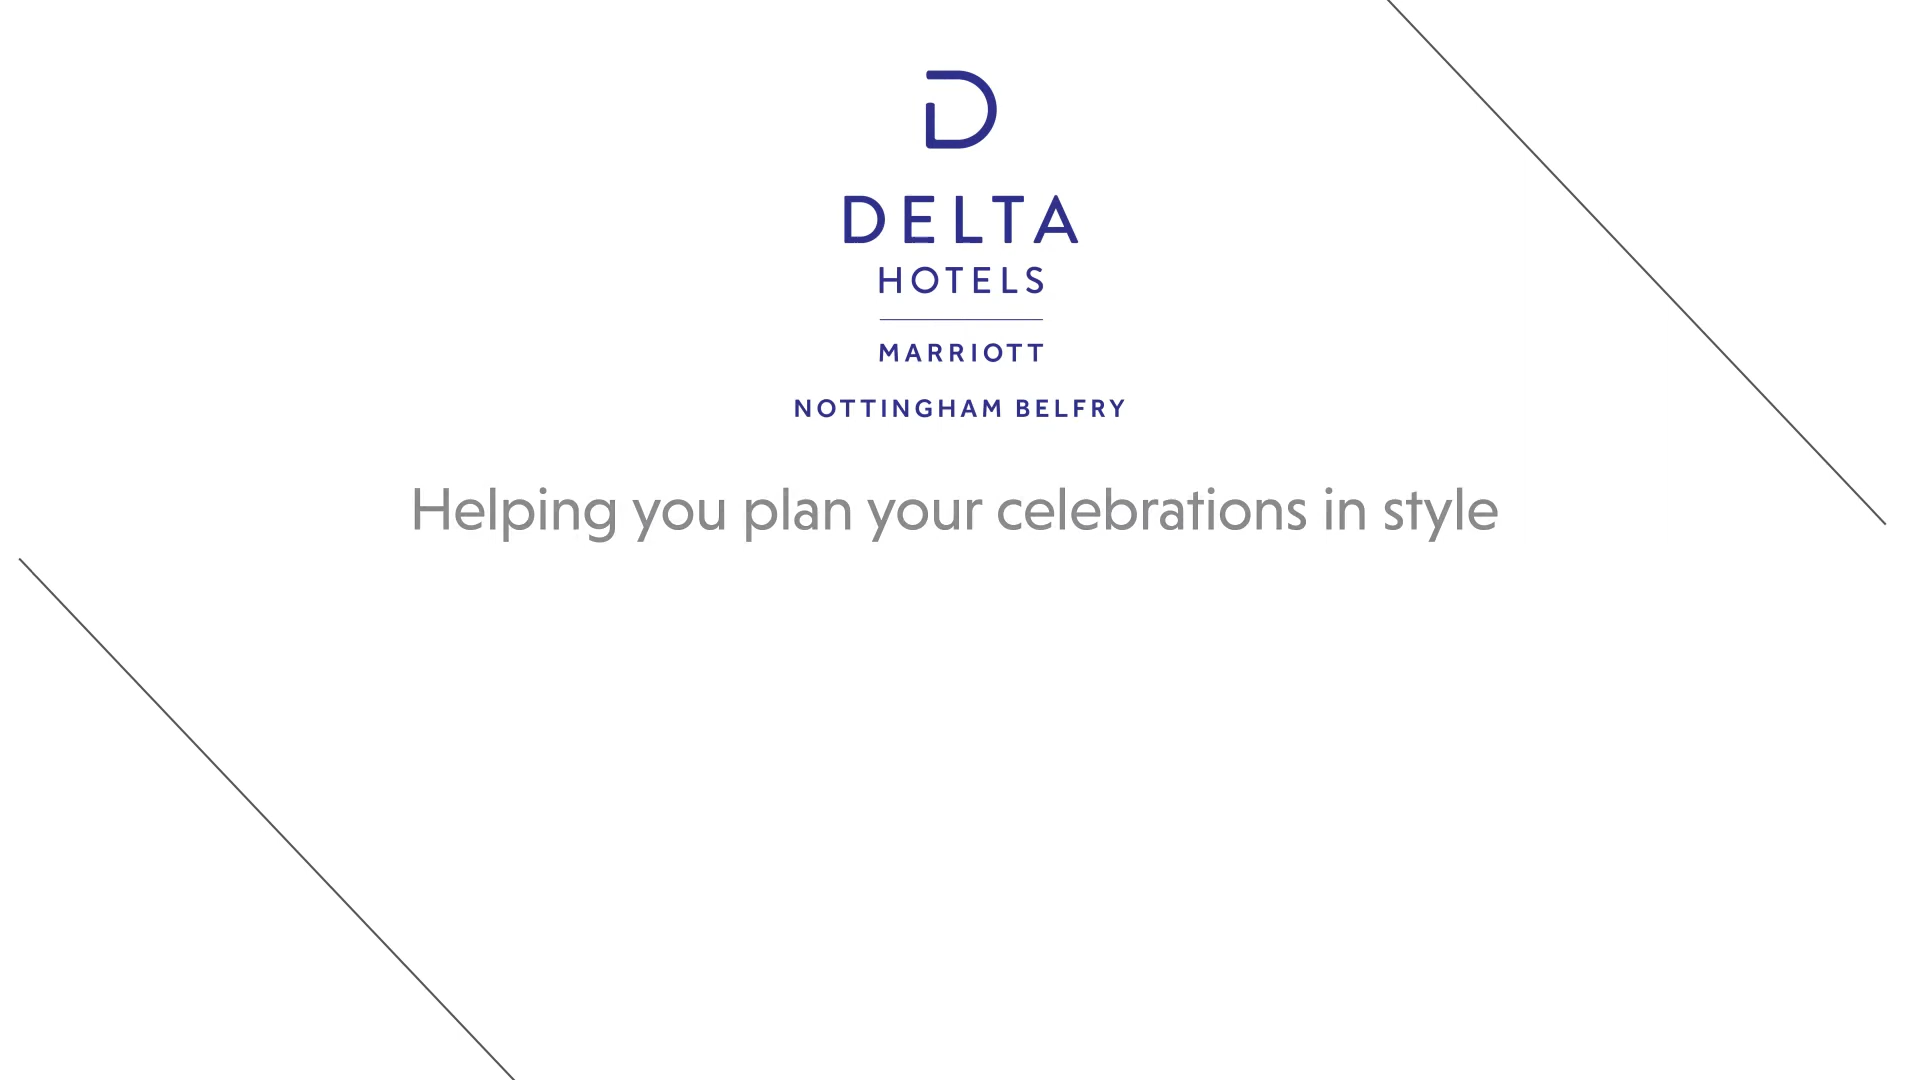 D
DELTA
HOTELS
MARRIOTT
NOTTINGHAM BELFRY
Helping you plan your celebrations in style